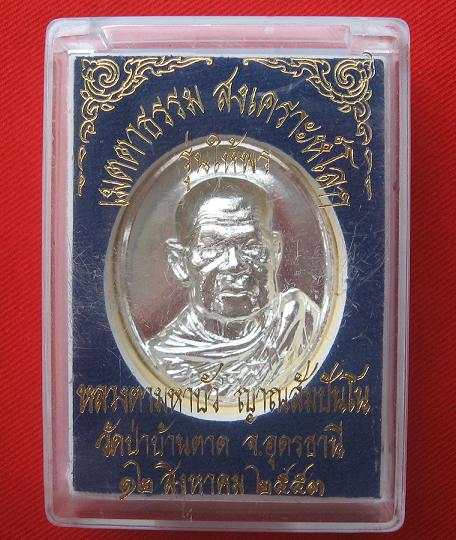 เมตตาธรรม สงเคราะห์โลก
รุ่นให้พร
หลวงตามหาบัว ญาณสัมปันโน
วัดป่าบ้านตาด จ.อุดรธานี
๑๒ สิงหาคม ๒๕๕๓